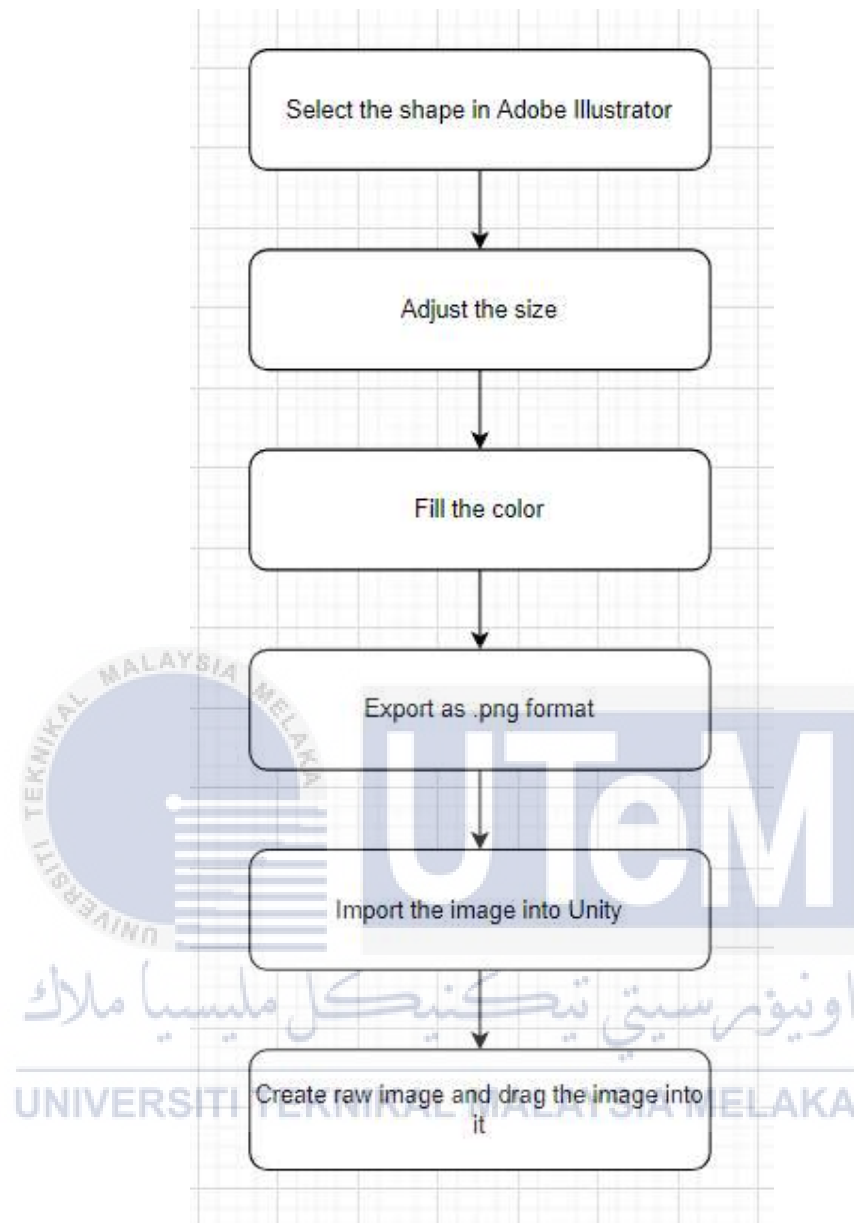 Select the shape in Adobe Illustrator
Adjust the size
Fill the color
Export as .png format
UNIVERSITI TEKNIKAL MALAYSIA MELAKA
UTeM
Import the image into Unity
اونيۏرسيتي تيكنيكل مليسيا ملاك
Create raw image and drag the image into
it
UNIVERSITI TEKNIKAL MALAYSIA MELAKA